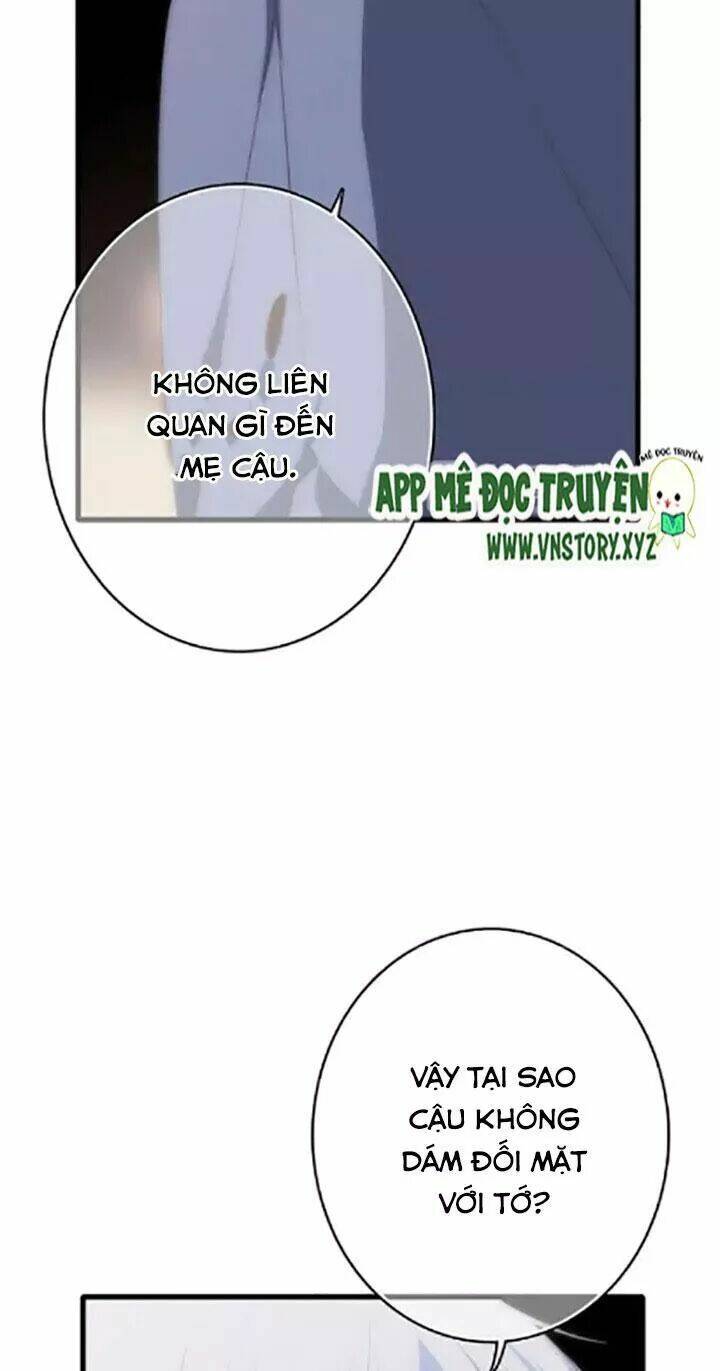 KHÔNG LIÊN
QUAN GÌ ĐẾN
MẸ CẬU.
MÊ ĐỌC TRUYỆN
APP MÊ ĐỌC TRUYỆN
WWW.VNSTORY.XYZ
VẬY TẠI SAO
CẬU KHÔNG
DÁM ĐỐI MẶT
VỚI TỚ?